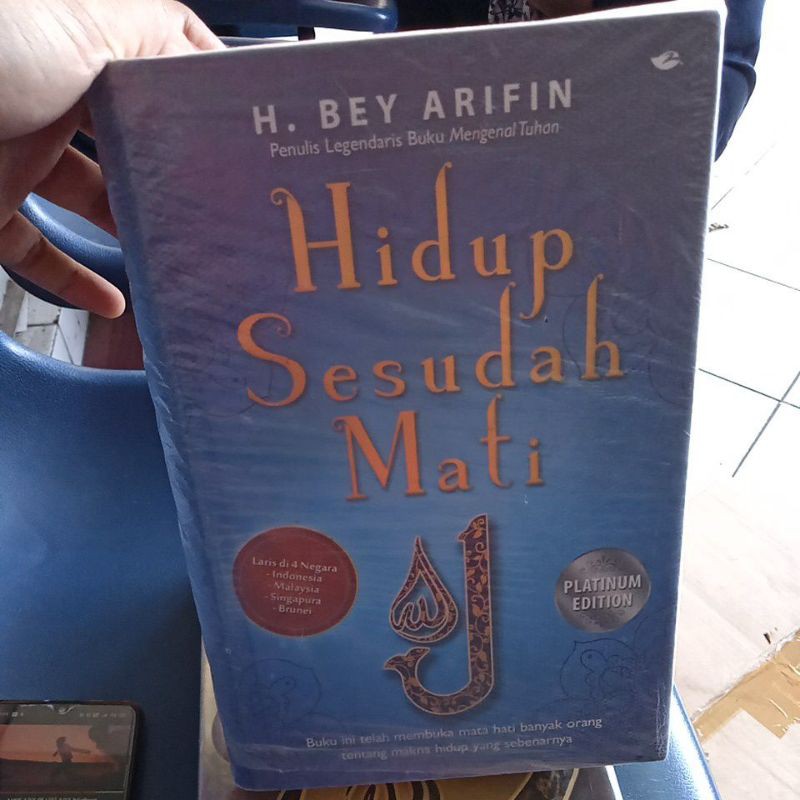 H. BEY ARIFIN
Penulis Legendaris Buku Mengenal Tuhan
Hidup
Sesudah
Mati
Laris di 4 Negara
-Indonesia
-Malaysia
-Singapura
-Brunei
PLATINUM
EDITION
الله
Buku ini telah membuka mata hati banyak orang
tentang makna hidup yang sebenarnya